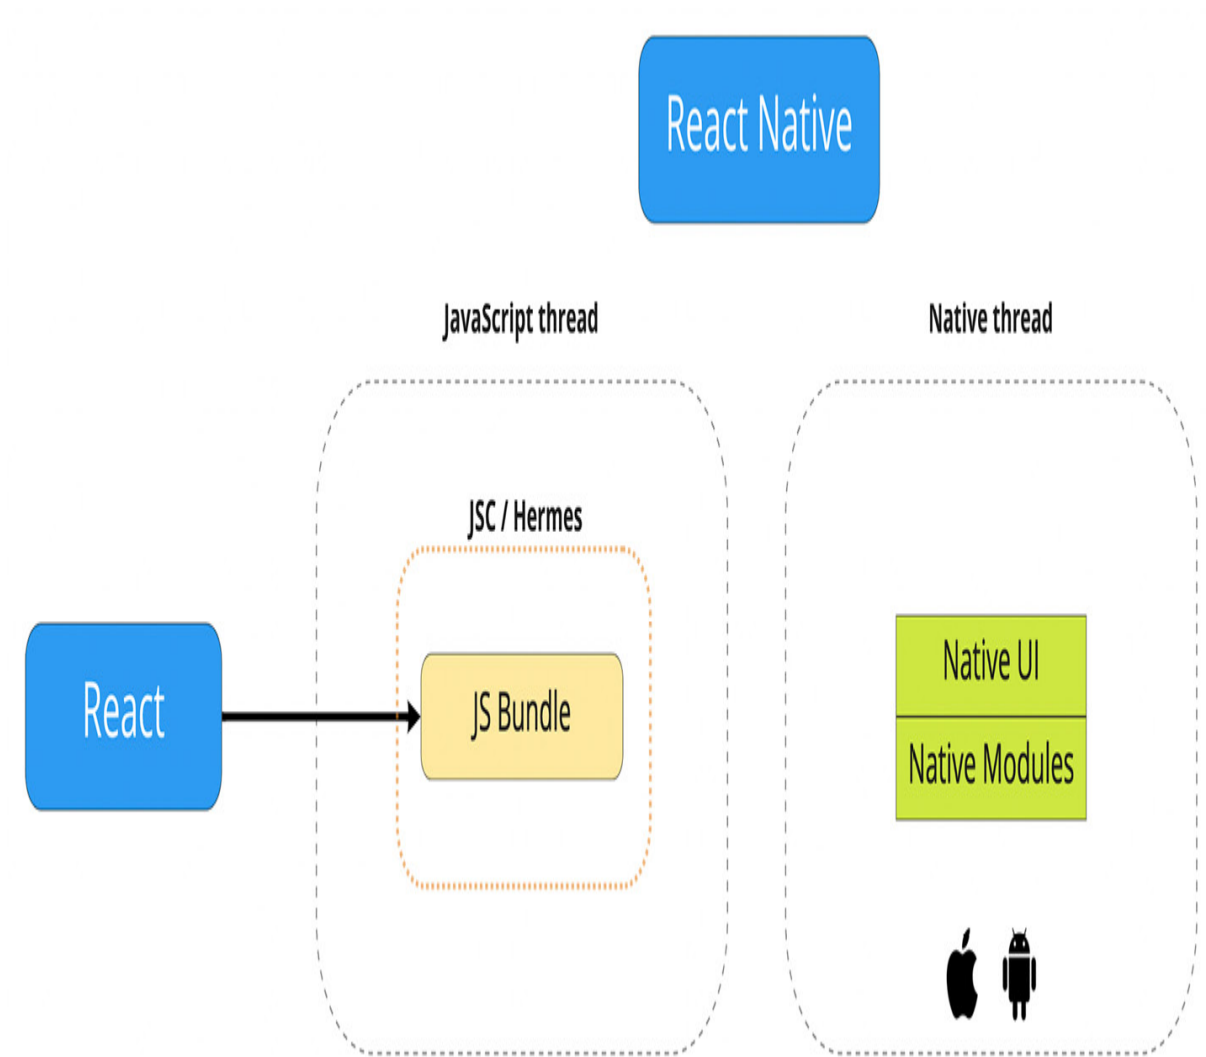 React Native
JavaScript thread
Native thread
JSC / Hermes
React
JS Bundle
Native UI
Native Modules